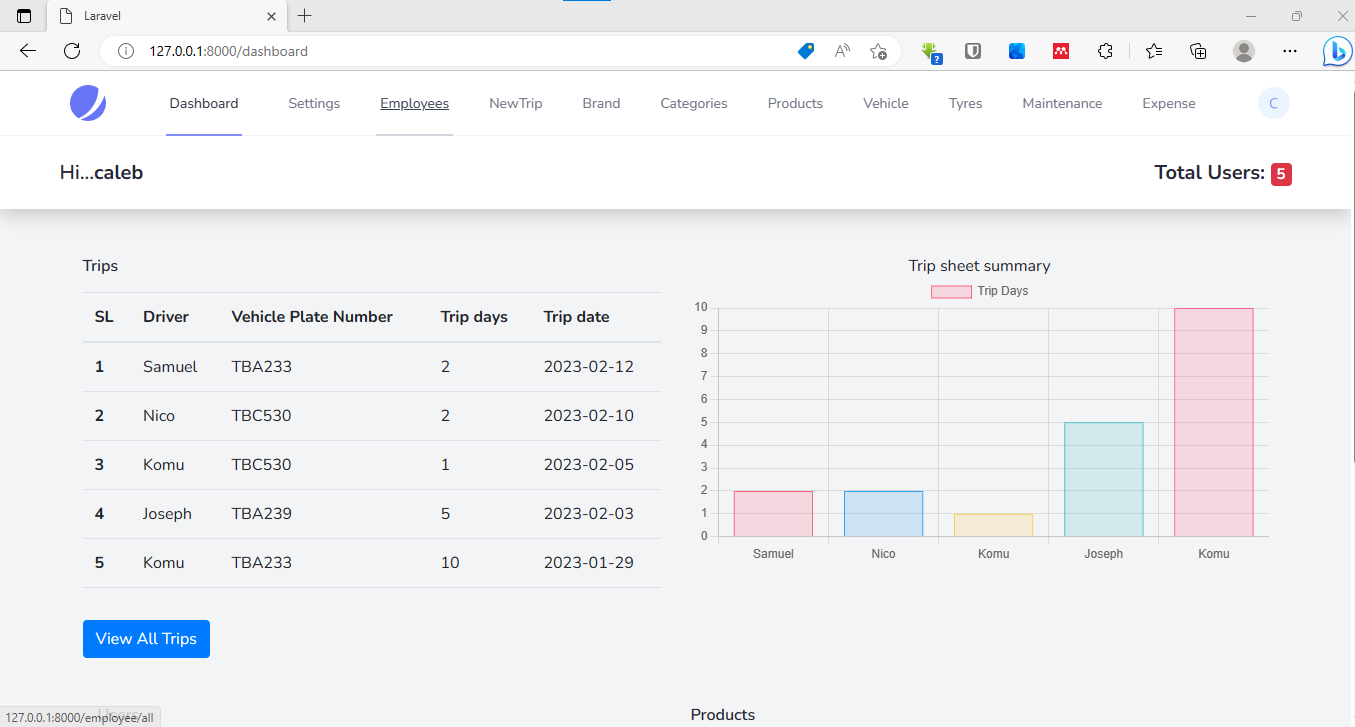 Laravel
127.0.0.1:8000/dashboard
Dashboard Settings Employees NewTrip Brand Categories Products Vehicle Tyres Maintenance Expense C
Hi...caleb
Total Users: 5
Trips
SL Driver Vehicle Plate Number Trip days Trip date
1 Samuel TBA233 2 2023-02-12
2 Nico TBC530 2 2023-02-10
3 Komu TBC530 1 2023-02-05
4 Joseph TBA239 5 2023-02-03
5 Komu TBA233 10 2023-01-29
View All Trips
Trip sheet summary
Trip Days
10
9
8
7
6
5
4
3
2
1
0
Samuel Nico Komu Joseph Komu
Users
Products
127.0.0.1:8000/employee/all